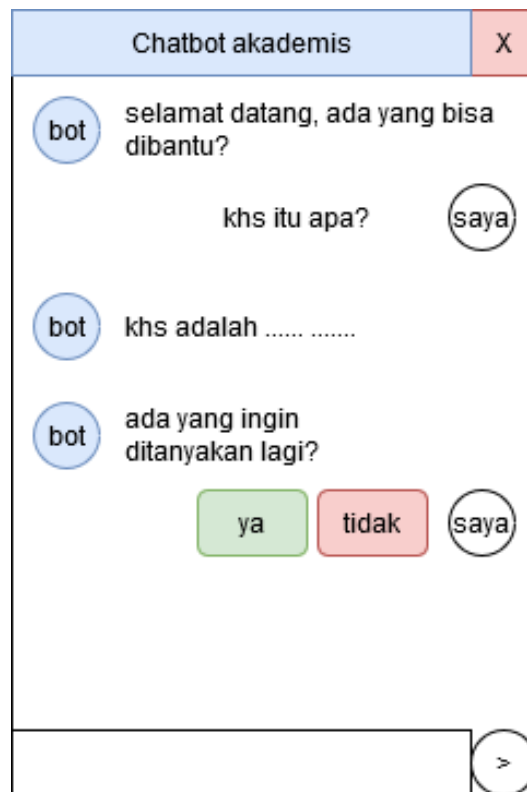 Chatbot akademis
X
bot
selamat datang, ada yang bisa
dibantu?
khs itu apa?
saya
bot
khs adalah ...... .......
bot
ada yang ingin
ditanyakan lagi?
ya
tidak
saya
>